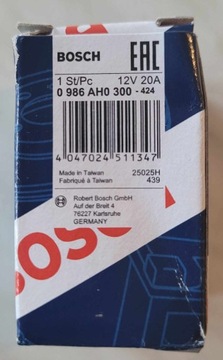 BOSCH
EAC
1 St/Pc 12V 20A
0 986 AH0 300 - 424
4 047024 511347
Made in Taiwan 25025H
Fabriqué à Taiwan 439
Robert Bosch GmbH
Auf der Breit 4
76227 Karlsruhe
GERMANY
BOSCH